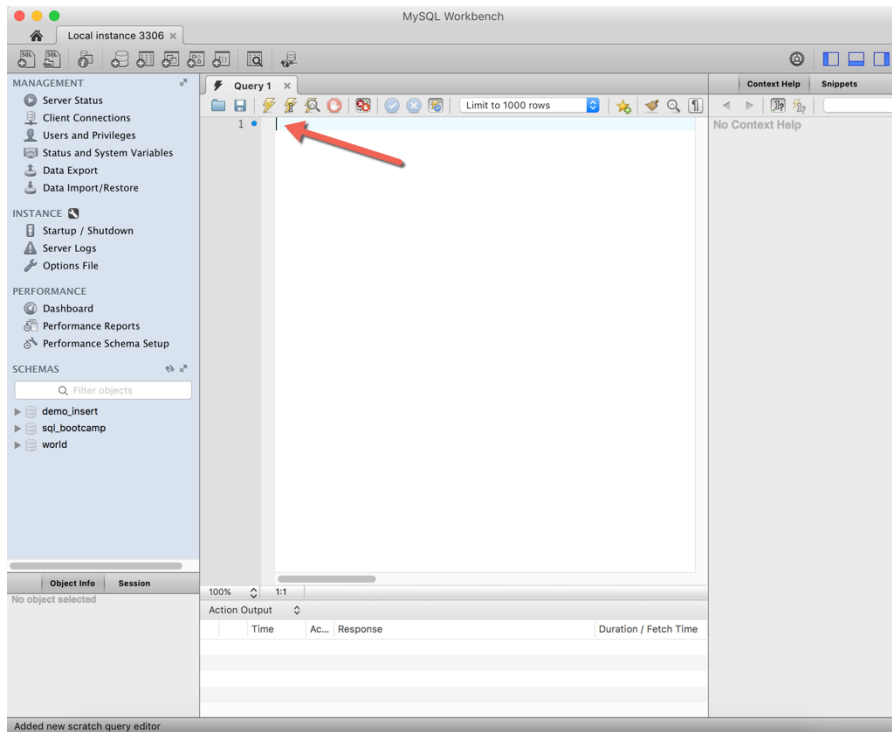 MySQL Workbench
Local instance 3306
SQL SQL
MANAGEMENT
Server Status
Client Connections
Users and Privileges
Status and System Variables
Data Export
Data Import/Restore
INSTANCE
Startup / Shutdown
Server Logs
Options File
PERFORMANCE
Dashboard
Performance Reports
Performance Schema Setup
SCHEMAS
Filter objects
demo_insert
sql_bootcamp
world
Object Info Session
No object selected
Query 1
Limit to 1000 rows
1
100% 1:1
Action Output
Time Ac... Response Duration / Fetch Time
Context Help Snippets
No Context Help
Added new scratch query editor